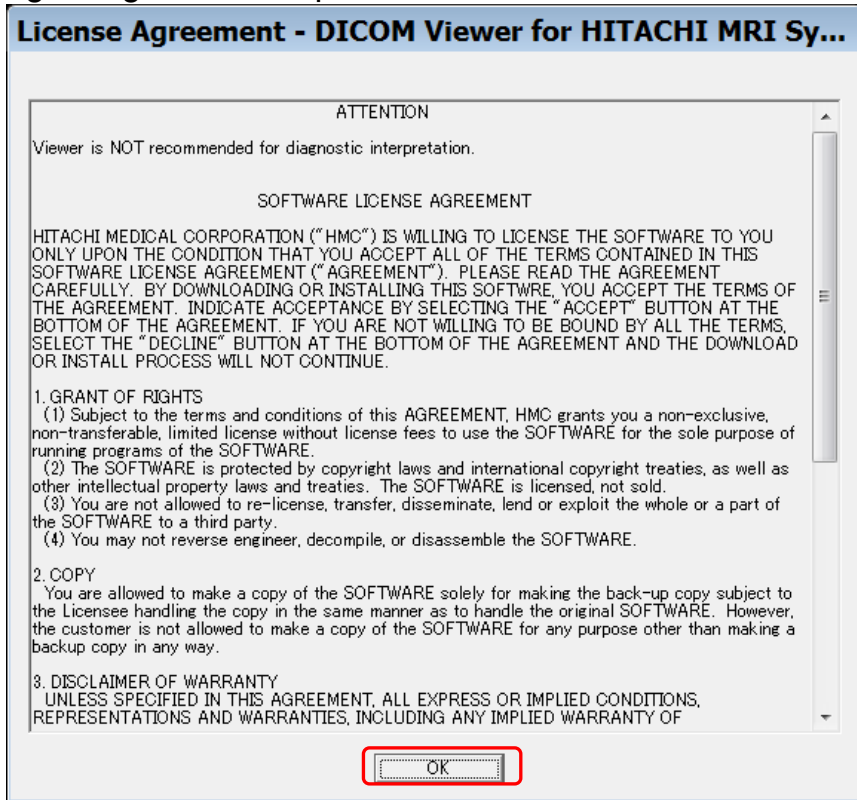 License Agreement - DICOM Viewer for HITACHI MRI Sy...
ATTENTION
Viewer is NOT recommended for diagnostic interpretation.
SOFTWARE LICENSE AGREEMENT
HITACHI MEDICAL CORPORATION ("HMC") IS WILLING TO LICENSE THE SOFTWARE TO YOU
ONLY UPON THE CONDITION THAT YOU ACCEPT ALL OF THE TERMS CONTAINED IN THIS
SOFTWARE LICENSE AGREEMENT ("AGREEMENT"). PLEASE READ THE AGREEMENT
CAREFULLY. BY DOWNLOADING OR INSTALLING THIS SOFTWRE, YOU ACCEPT THE TERMS OF
THE AGREEMENT. INDICATE ACCEPTANCE BY SELECTING THE "ACCEPT" BUTTON AT THE
BOTTOM OF THE AGREEMENT. IF YOU ARE NOT WILLING TO BE BOUND BY ALL THE TERMS,
SELECT THE "DECLINE" BUTTON AT THE BOTTOM OF THE AGREEMENT AND THE DOWNLOAD
OR INSTALL PROCESS WILL NOT CONTINUE.
1. GRANT OF RIGHTS
(1) Subject to the terms and conditions of this AGREEMENT, HMC grants you a non-exclusive,
non-transferable, limited license without license fees to use the SOFTWARE for the sole purpose of
running programs of the SOFTWARE.
(2) The SOFTWARE is protected by copyright laws and international copyright treaties, as well as
other intellectual property laws and treaties. The SOFTWARE is licensed, not sold.
(3) You are not allowed to re-license, transfer, disseminate, lend or exploit the whole or a part of
the SOFTWARE to a third party.
(4) You may not reverse engineer, decompile, or disassemble the SOFTWARE.
2. COPY
You are allowed to make a copy of the SOFTWARE solely for making the back-up copy subject to
the Licensee handling the copy in the same manner as to handle the original SOFTWARE. However,
the customer is not allowed to make a copy of the SOFTWARE for any purpose other than making a
backup copy in any way.
3. DISCLAIMER OF WARRANTY
UNLESS SPECIFIED IN THIS AGREEMENT, ALL EXPRESS OR IMPLIED CONDITIONS,
REPRESENTATIONS AND WARRANTIES, INCLUDING ANY IMPLIED WARRANTY OF
OK